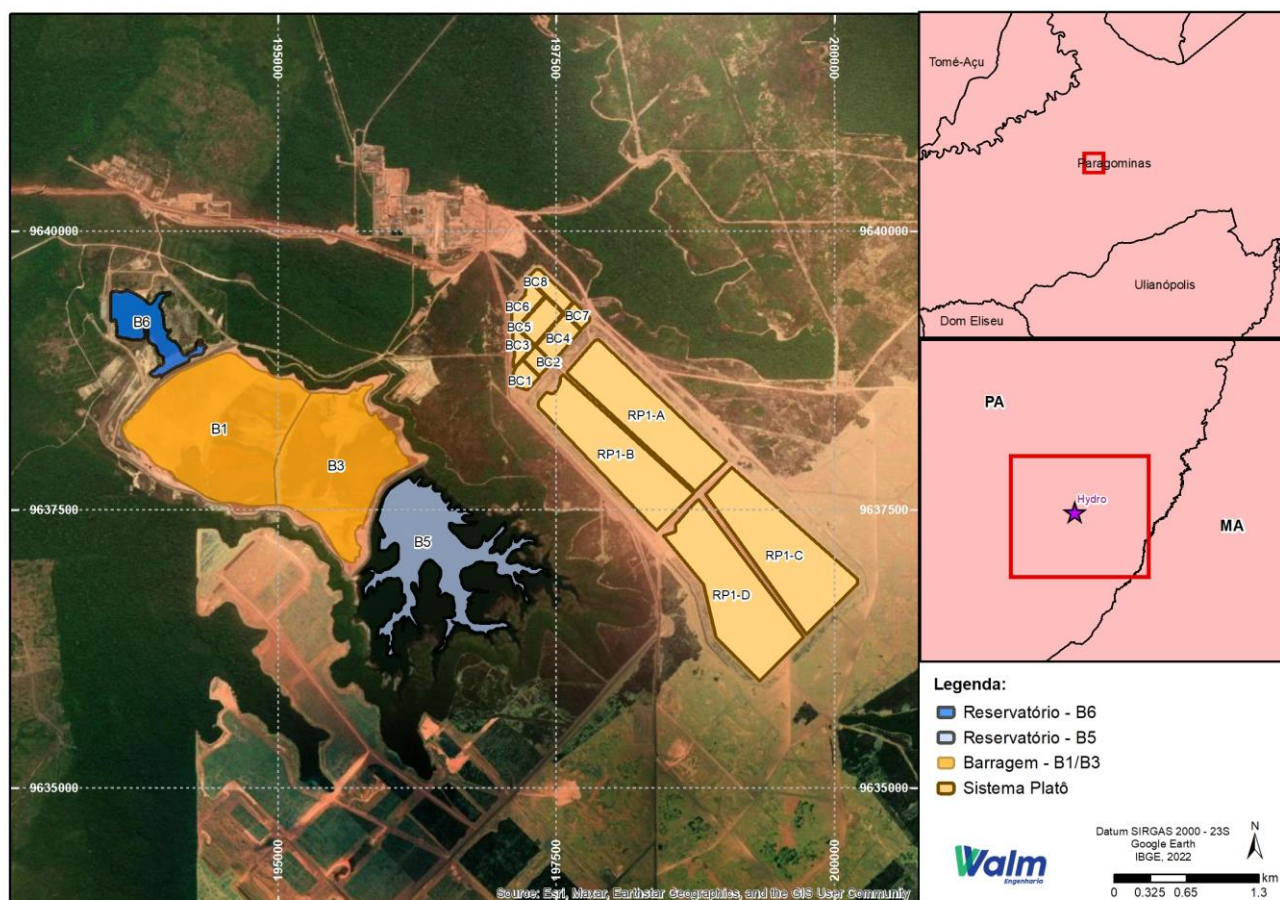 195000
197500
200000
9640000
9640000
BC8
BC6
BC7
BC5
BC4
BC3
BC2
BC1
B6
B1
B3
RP1-A
RP1-B
9637500
9637500
B5
RP1-C
RP1-D
9635000
9635000
195000
197500
200000
Source: Esri, Maxar, Earthstar Geographics, and the GIS User Community
Tomé-Açu
Paragominas
Ulianópolis
Dom Eliseu
PA
Hydro
MA
Legenda:
Reservatório - B6
Reservatório - B5
Barragem - B1/B3
Sistema Platô
Walm
Engenharia
Datum SIRGAS 2000 - 23S
Google Earth
IBGE, 2022
N
km
0 0.325 0.65 1.3